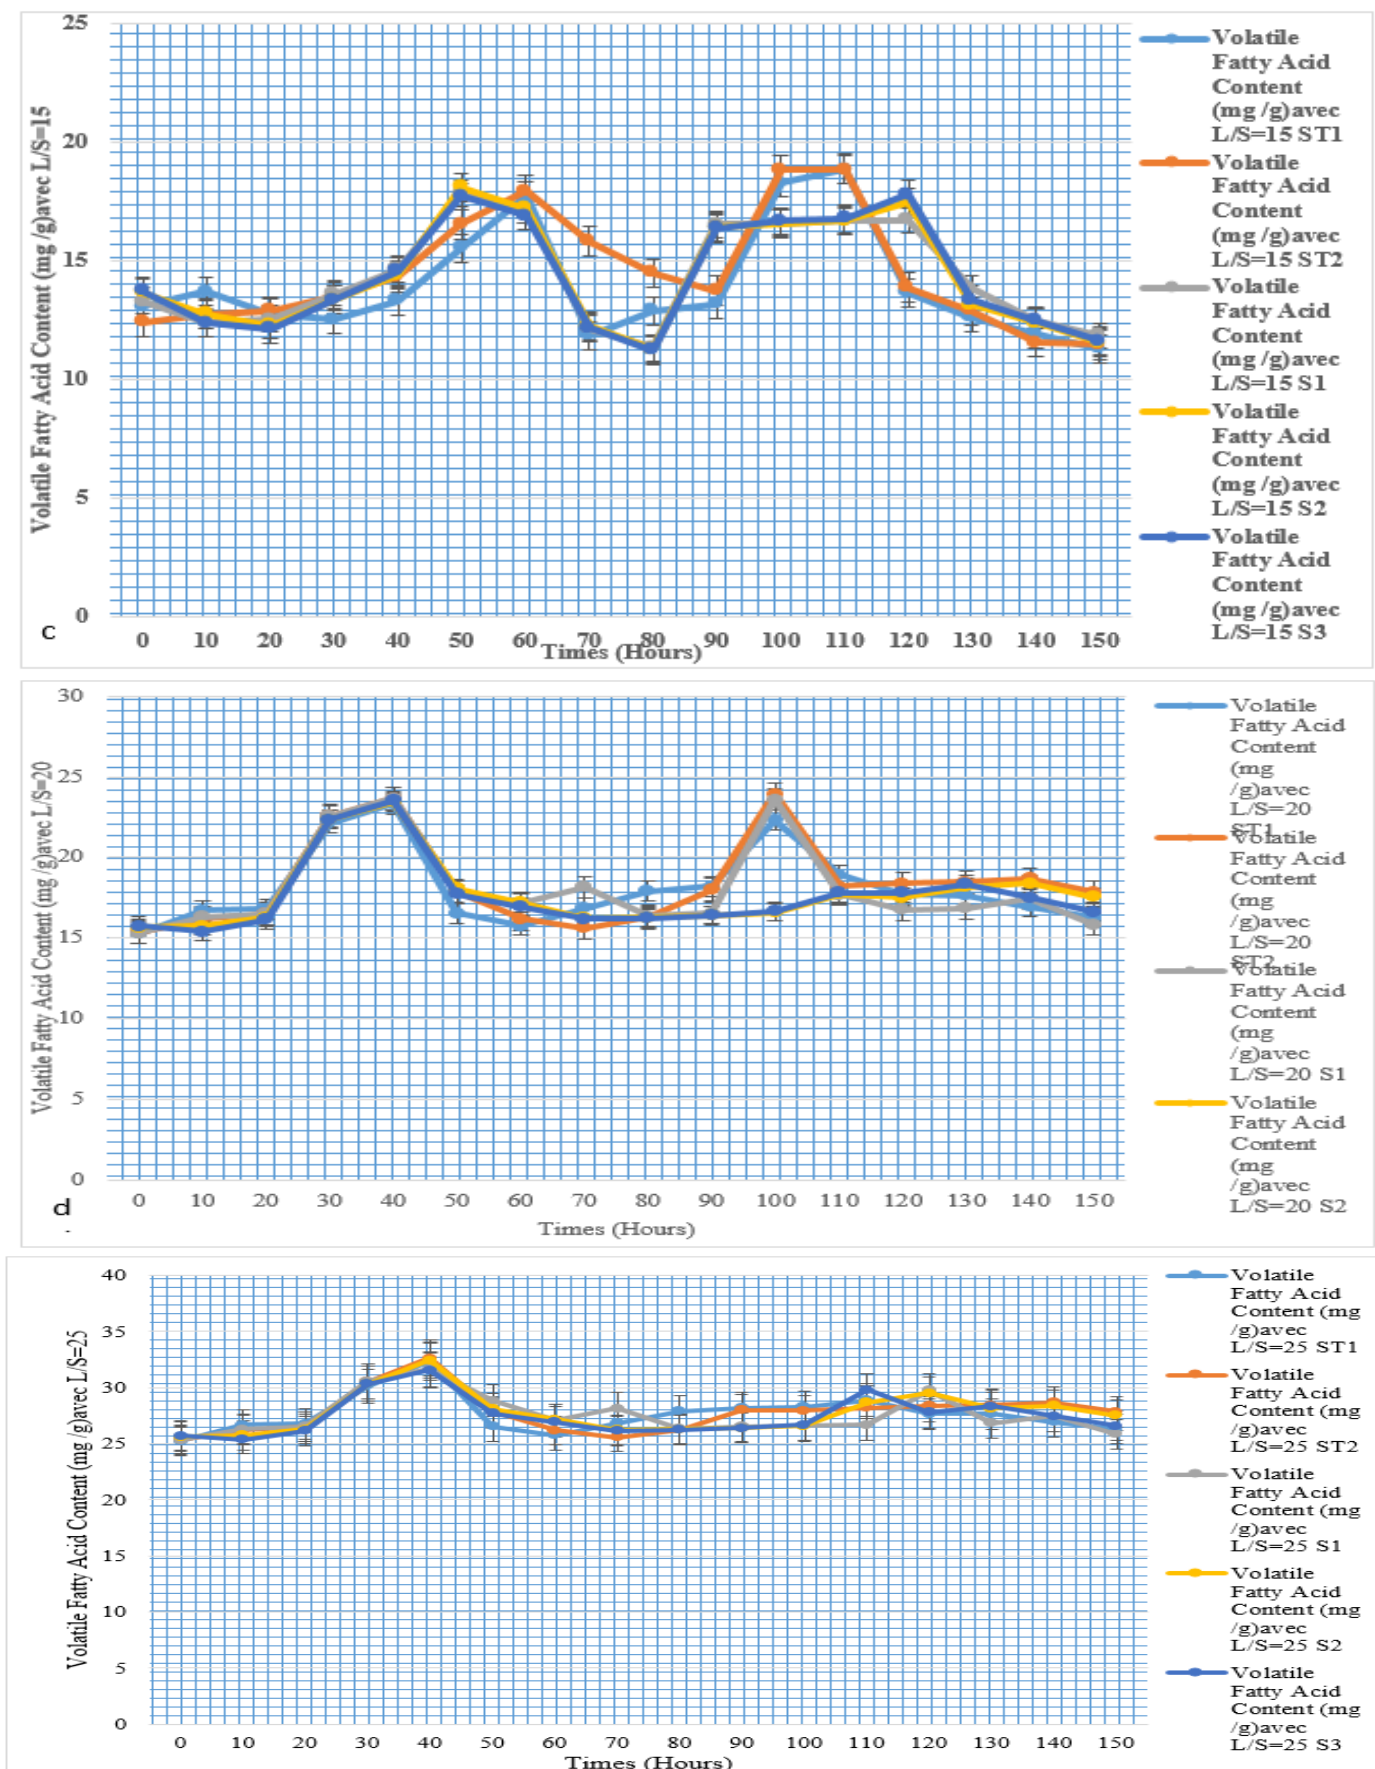 Volatile Fatty Acid Content (mg /g)avec L/S=15
25
20
15
10
5
0
0 10 20 30 40 50 60 70 80 90 100 110 120 130 140 150
Times (Hours)
c
Volatile
Fatty Acid
Content
(mg /g)avec
L/S=15 ST1
Volatile
Fatty Acid
Content
(mg /g)avec
L/S=15 ST2
Volatile
Fatty Acid
Content
(mg /g)avec
L/S=15 S1
Volatile
Fatty Acid
Content
(mg /g)avec
L/S=15 S2
Volatile
Fatty Acid
Content
(mg /g)avec
L/S=15 S3
Volatile Fatty Acid Content (mg /g)avec L/S=20
30
25
20
15
10
5
0
0 10 20 30 40 50 60 70 80 90 100 110 120 130 140 150
Times (Hours)
d
Volatile
Fatty Acid
Content
(mg
/g)avec
L/S=20
ST1
Volatile
Fatty Acid
Content
(mg
/g)avec
L/S=20
ST2
Volatile
Fatty Acid
Content
(mg
/g)avec
L/S=20 S1
Volatile
Fatty Acid
Content
(mg
/g)avec
L/S=20 S2
Volatile Fatty Acid Content (mg /g)avec L/S=25
40
35
30
25
20
15
10
5
0
0 10 20 30 40 50 60 70 80 90 100 110 120 130 140 150
Times (Hours)
Volatile
Fatty Acid
Content (mg
/g)avec
L/S=25 ST1
Volatile
Fatty Acid
Content (mg
/g)avec
L/S=25 ST2
Volatile
Fatty Acid
Content (mg
/g)avec
L/S=25 S1
Volatile
Fatty Acid
Content (mg
/g)avec
L/S=25 S2
Volatile
Fatty Acid
Content (mg
/g)avec
L/S=25 S3